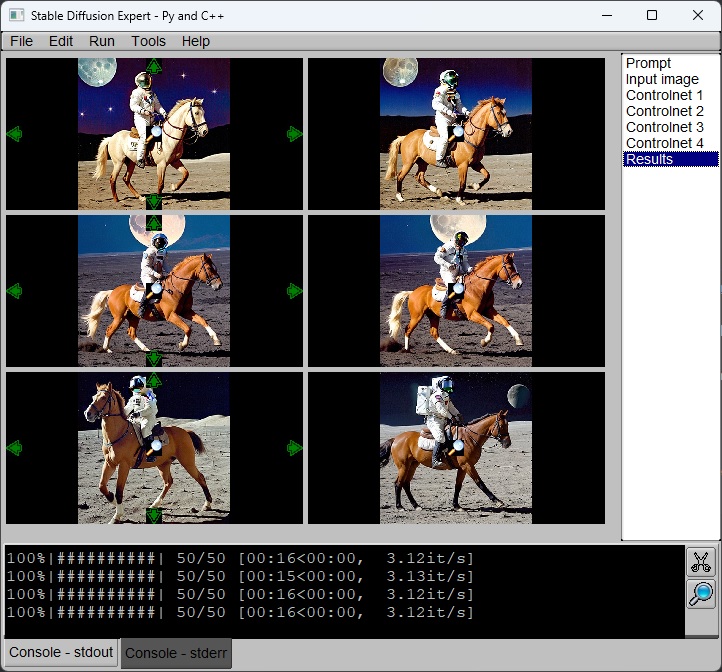 Stable Diffusion Expert - Py and C++
File Edit Run Tools Help
Prompt
Input image
Controlnet 1
Controlnet 2
Controlnet 3
Controlnet 4
Results
100%|##########| 50/50 [00:16<00:00,  3.12it/s]
100%|##########| 50/50 [00:15<00:00,  3.13it/s]
100%|##########| 50/50 [00:16<00:00,  3.12it/s]
100%|##########| 50/50 [00:16<00:00,  3.12it/s]
Console - stdout Console - stderr